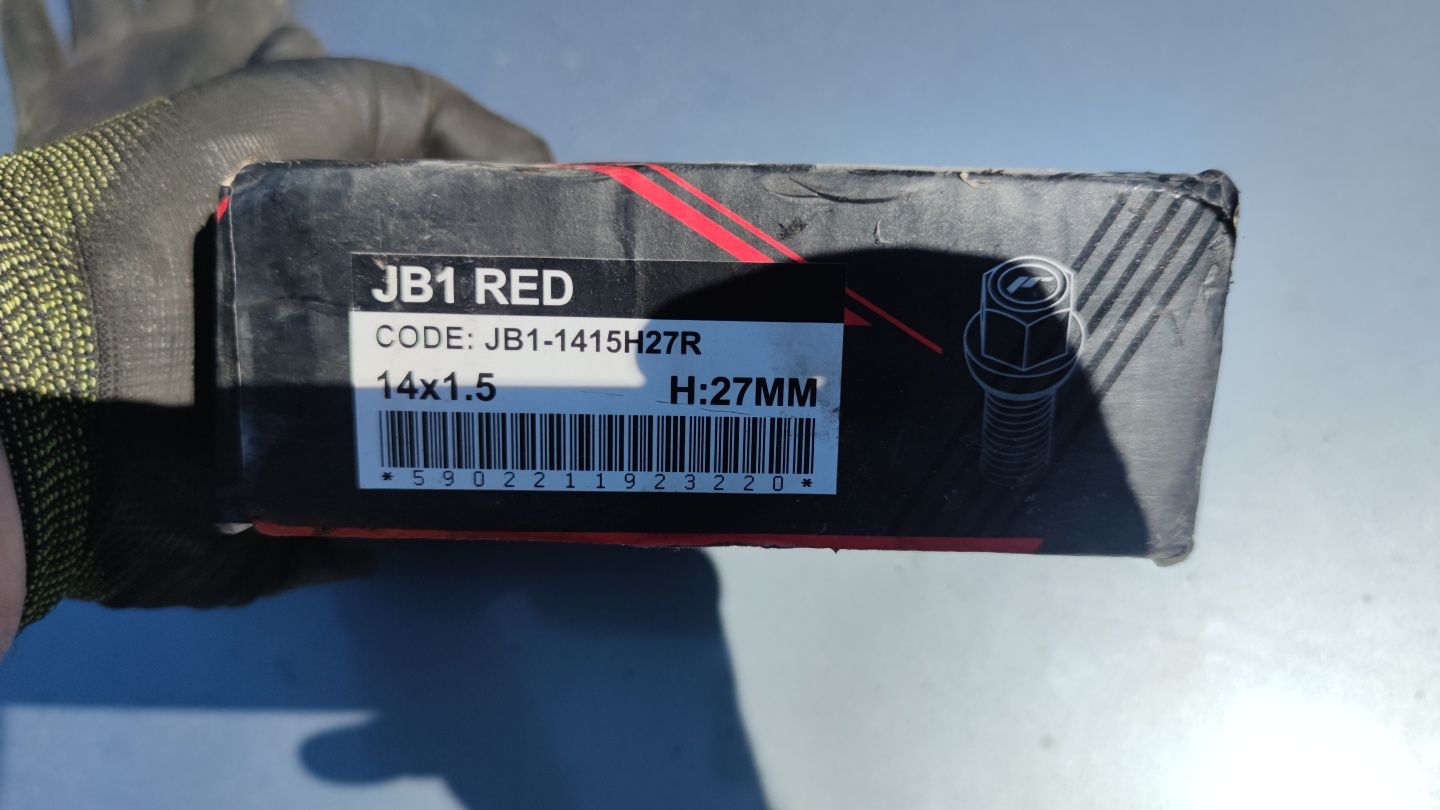 JB1 RED
CODE: JB1-1415H27R
14x1.5 H:27MM
*5902211923220*